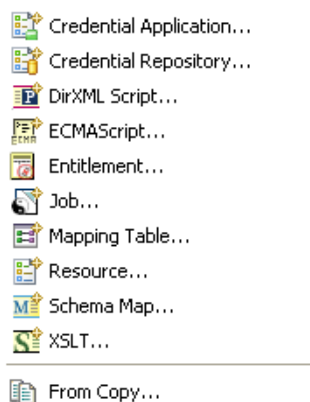 Credential Application...
Credential Repository...
DirXML Script...
ECMAScript...
Entitlement...
Job...
Mapping Table...
Resource...
Schema Map...
XSLT...
From Copy...